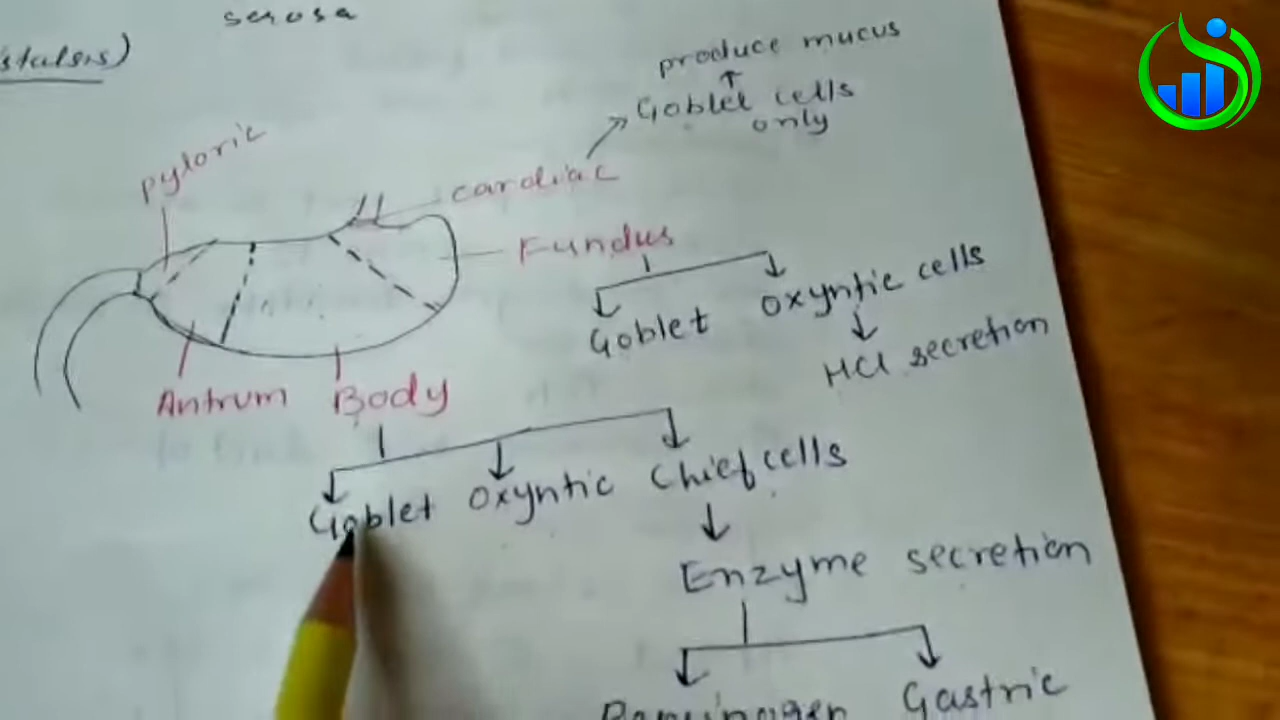 serosa
stalsis)
produce mucus
Goblet cells
only
pyloric
cardiac
Fundus
Goblet
oxyntic cells
HCl secretion
Antrum
Body
Goblet
Oxyntic
Chief cells
Enzyme secretion
Gastric